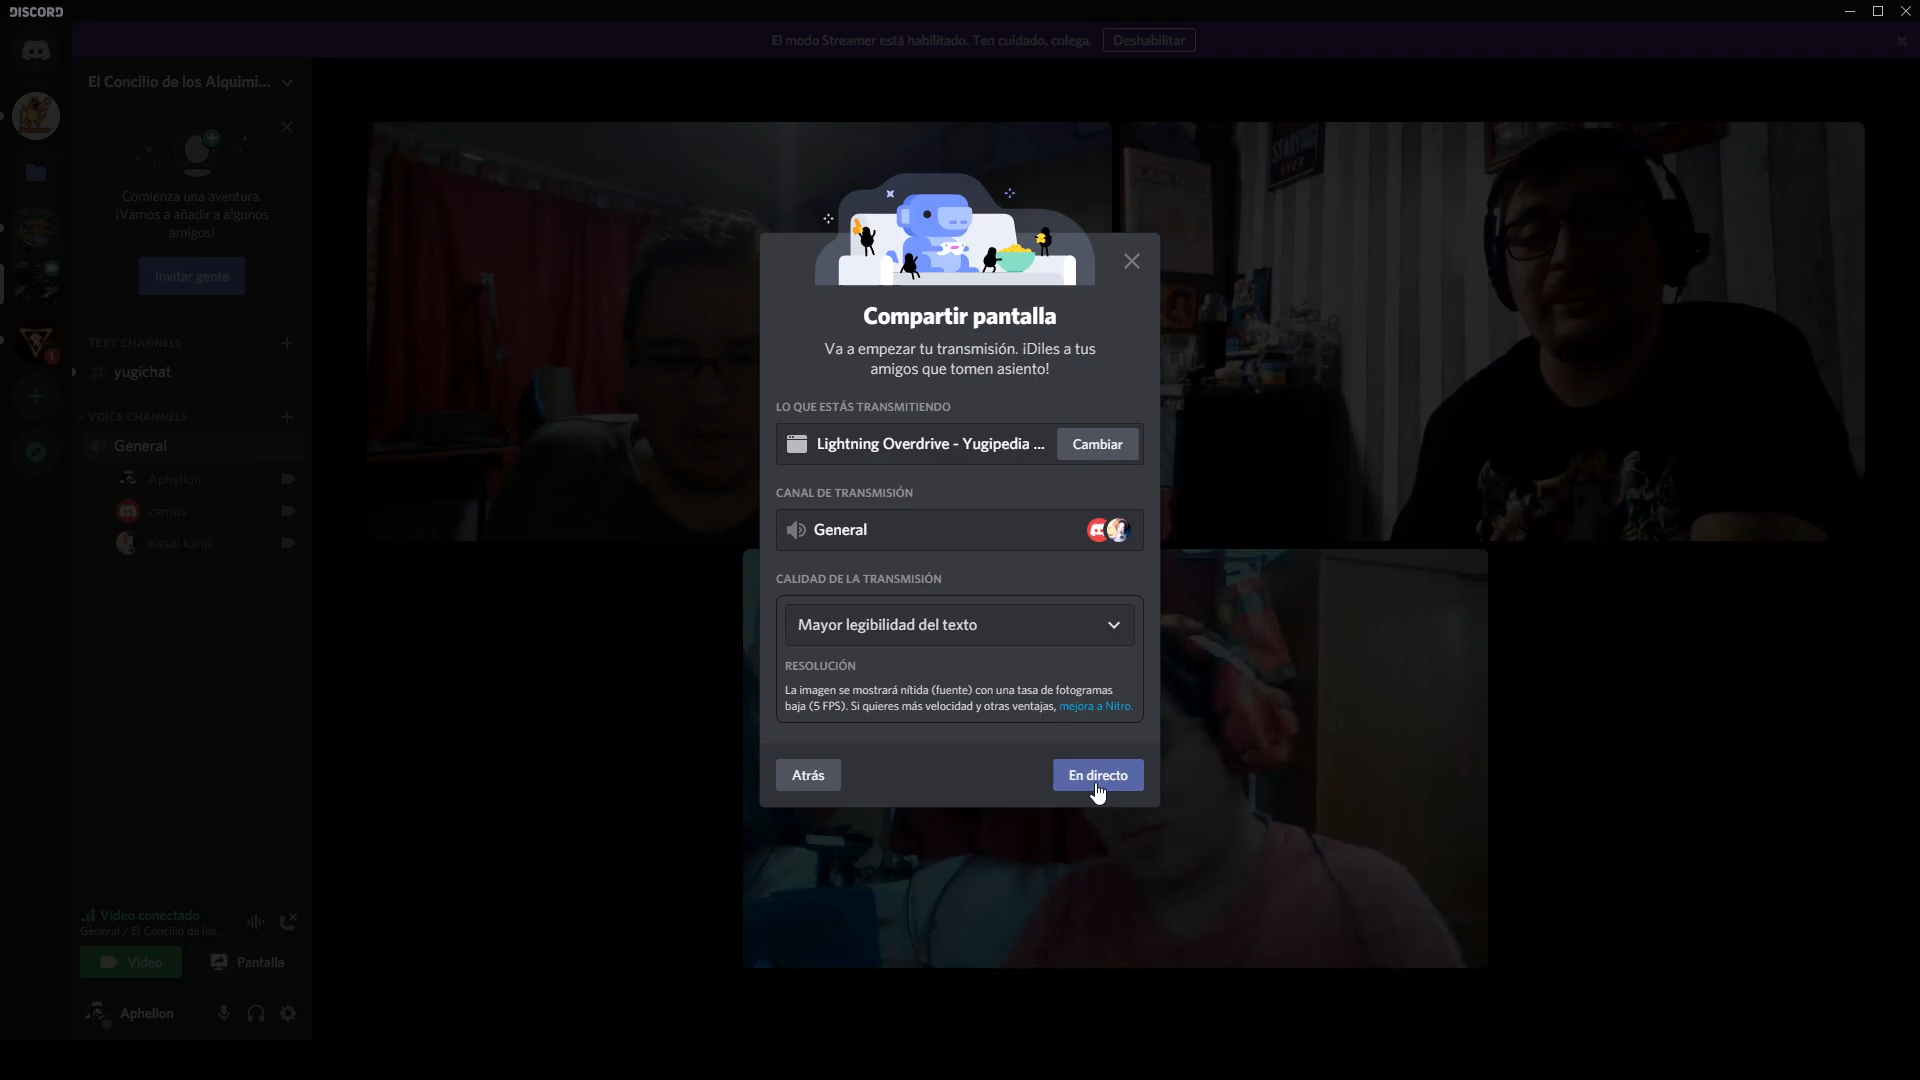 DISCORD
El modo Streamer está habilitado. Ten cuidado, colega.
Deshabilitar
El Concilio de los Alquimi...
Comienza una aventura.
¡Vamos a añadir a algunos
amigos!
Invitar gente
TEXT CHANNELS
yugichat
VOICE CHANNELS
General
Aphelion
camus
Kasai kanji
1
STARTING
OVER
Compartir pantalla
Va a empezar tu transmisión. ¡Diles a tus
amigos que tomen asiento!
LO QUE ESTÁS TRANSMITIENDO
Lightning Overdrive - Yugipedia ...
Cambiar
CANAL DE TRANSMISIÓN
General
CALIDAD DE LA TRANSMISIÓN
Mayor legibilidad del texto
RESOLUCIÓN
La imagen se mostrará nítida (fuente) con una tasa de fotogramas
baja (5 FPS). Si quieres más velocidad y otras ventajas, mejora a Nitro.
Atrás
En directo
Vídeo conectado
General / El Concilio de los ...
Vídeo
Pantalla
Aphelion